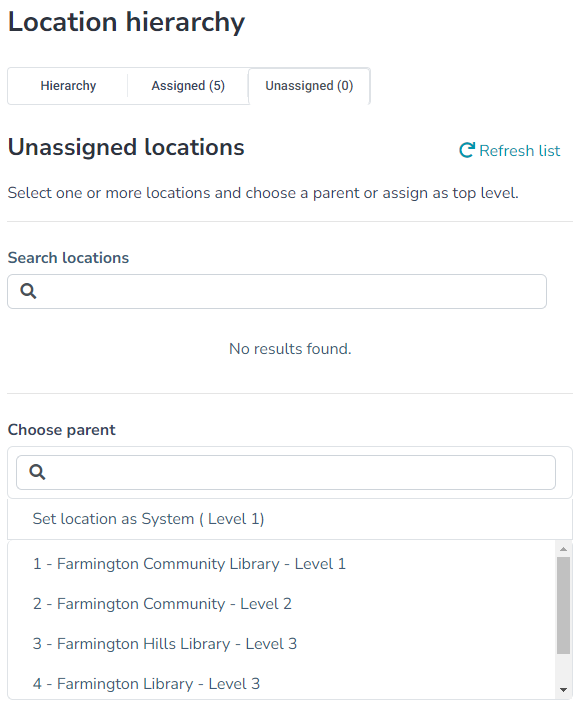 Location hierarchy
Hierarchy Assigned (5) Unassigned (0)
Unassigned locations Refresh list
Select one or more locations and choose a parent or assign as top level.
Search locations
No results found.
Choose parent
Set location as System ( Level 1)
1 - Farmington Community Library - Level 1
2 - Farmington Community - Level 2
3 - Farmington Hills Library - Level 3
4 - Farmington Library - Level 3